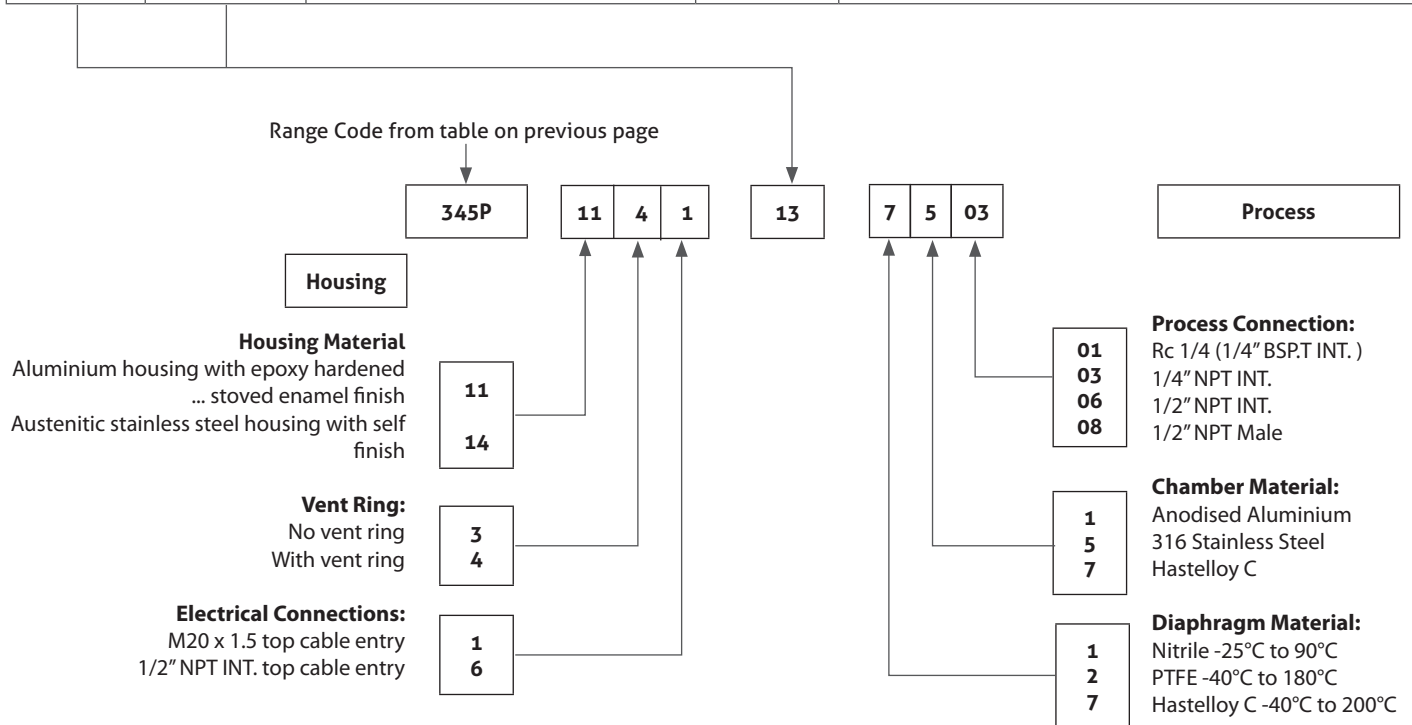 Range Code from table on previous page
345P 11 4 1 13 7 5 03 Process
Housing
Housing Material
Aluminium housing with epoxy hardened
... stoved enamel finish
11
Austenitic stainless steel housing with self
finish
14
Vent Ring:
No vent ring 3
With vent ring 4
Electrical Connections:
M20 x 1.5 top cable entry 1
1/2" NPT INT. top cable entry 6
Process Connection:
01 Rc 1/4 (1/4" BSP.T INT. )
03 1/4" NPT INT.
06 1/2" NPT INT.
08 1/2" NPT Male
Chamber Material:
1 Anodised Aluminium
5 316 Stainless Steel
7 Hastelloy C
Diaphragm Material:
1 Nitrile -25°C to 90°C
2 PTFE -40°C to 180°C
7 Hastelloy C -40°C to 200°C